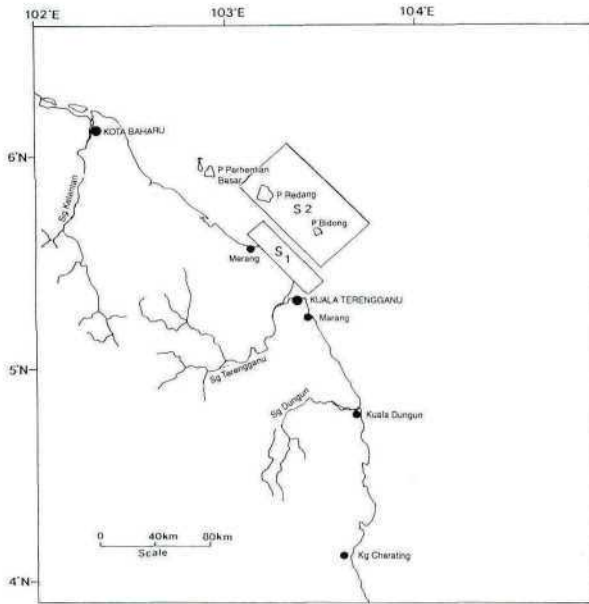 102°E
103°E
104°E
KOTA BAHARU
6°N
P Perhentian
Besar
P Redang
Sg Kelantan
S 2
P Bidong
S1
Merang
KUALA TERENGGANU
Marang
5°N
Sg Terengganu
Sg Dungun
Kuala Dungun
0 40km 80km
Scale
Kg Cherating
4°N